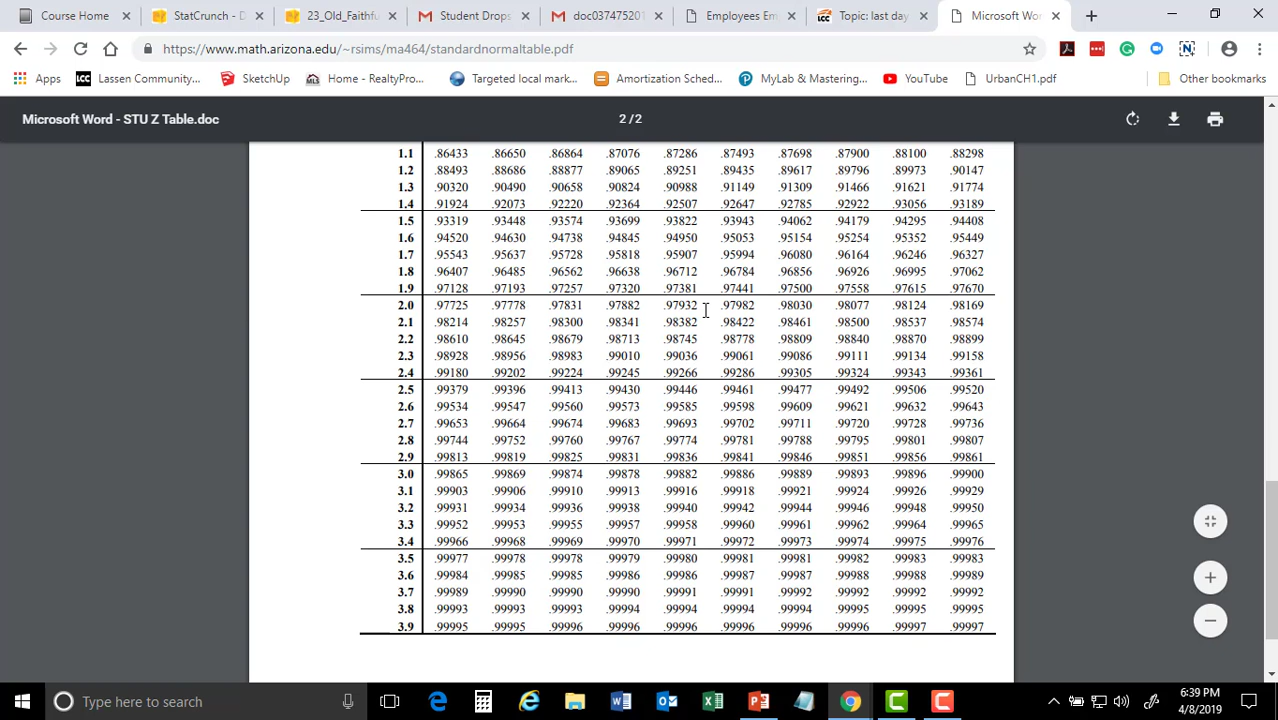 Course Home
StatCrunch - D
23_Old_Faithfu
Student Drops
doc037475201
Employees Em
Topic: last day
Microsoft Wor
https://www.math.arizona.edu/~rsims/ma464/standardnormaltable.pdf
Apps
Lassen Community...
SketchUp
Home - RealtyPro...
Targeted local mark...
Amortization Sched...
MyLab & Mastering...
YouTube
UrbanCH1.pdf
Other bookmarks
Microsoft Word - STU Z Table.doc
2 / 2
1.1 .86433 .86650 .86864 .87076 .87286 .87493 .87698 .87900 .88100 .88298
1.2 .88493 .88686 .88877 .89065 .89251 .89435 .89617 .89796 .89973 .90147
1.3 .90320 .90490 .90658 .90824 .90988 .91149 .91309 .91466 .91621 .91774
1.4 .91924 .92073 .92220 .92364 .92507 .92647 .92785 .92922 .93056 .93189
1.5 .93319 .93448 .93574 .93699 .93822 .93943 .94062 .94179 .94295 .94408
1.6 .94520 .94630 .94738 .94845 .94950 .95053 .95154 .95254 .95352 .95449
1.7 .95543 .95637 .95728 .95818 .95907 .95994 .96080 .96164 .96246 .96327
1.8 .96407 .96485 .96562 .96638 .96712 .96784 .96856 .96926 .96995 .97062
1.9 .97128 .97193 .97257 .97320 .97381 .97441 .97500 .97558 .97615 .97670
2.0 .97725 .97778 .97831 .97882 .97932 .97982 .98030 .98077 .98124 .98169
2.1 .98214 .98257 .98300 .98341 .98382 .98422 .98461 .98500 .98537 .98574
2.2 .98610 .98645 .98679 .98713 .98745 .98778 .98809 .98840 .98870 .98899
2.3 .98928 .98956 .98983 .99010 .99036 .99061 .99086 .99111 .99134 .99158
2.4 .99180 .99202 .99224 .99245 .99266 .99286 .99305 .99324 .99343 .99361
2.5 .99379 .99396 .99413 .99430 .99446 .99461 .99477 .99492 .99506 .99520
2.6 .99534 .99547 .99560 .99573 .99585 .99598 .99609 .99621 .99632 .99643
2.7 .99653 .99664 .99674 .99683 .99693 .99702 .99711 .99720 .99728 .99736
2.8 .99744 .99752 .99760 .99767 .99774 .99781 .99788 .99795 .99801 .99807
2.9 .99813 .99819 .99825 .99831 .99836 .99841 .99846 .99851 .99856 .99861
3.0 .99865 .99869 .99874 .99878 .99882 .99886 .99889 .99893 .99896 .99900
3.1 .99903 .99906 .99910 .99913 .99916 .99918 .99921 .99924 .99926 .99929
3.2 .99931 .99934 .99936 .99938 .99940 .99942 .99944 .99946 .99948 .99950
3.3 .99952 .99953 .99955 .99957 .99958 .99960 .99961 .99962 .99964 .99965
3.4 .99966 .99968 .99969 .99970 .99971 .99972 .99973 .99974 .99975 .99976
3.5 .99977 .99978 .99978 .99979 .99980 .99981 .99981 .99982 .99983 .99983
3.6 .99984 .99985 .99985 .99986 .99986 .99987 .99987 .99988 .99988 .99989
3.7 .99989 .99990 .99990 .99990 .99991 .99991 .99992 .99992 .99992 .99992
3.8 .99993 .99993 .99993 .99994 .99994 .99994 .99994 .99995 .99995 .99995
3.9 .99995 .99995 .99996 .99996 .99996 .99996 .99996 .99996 .99997 .99997
Type here to search
6:39 PM
4/8/2019